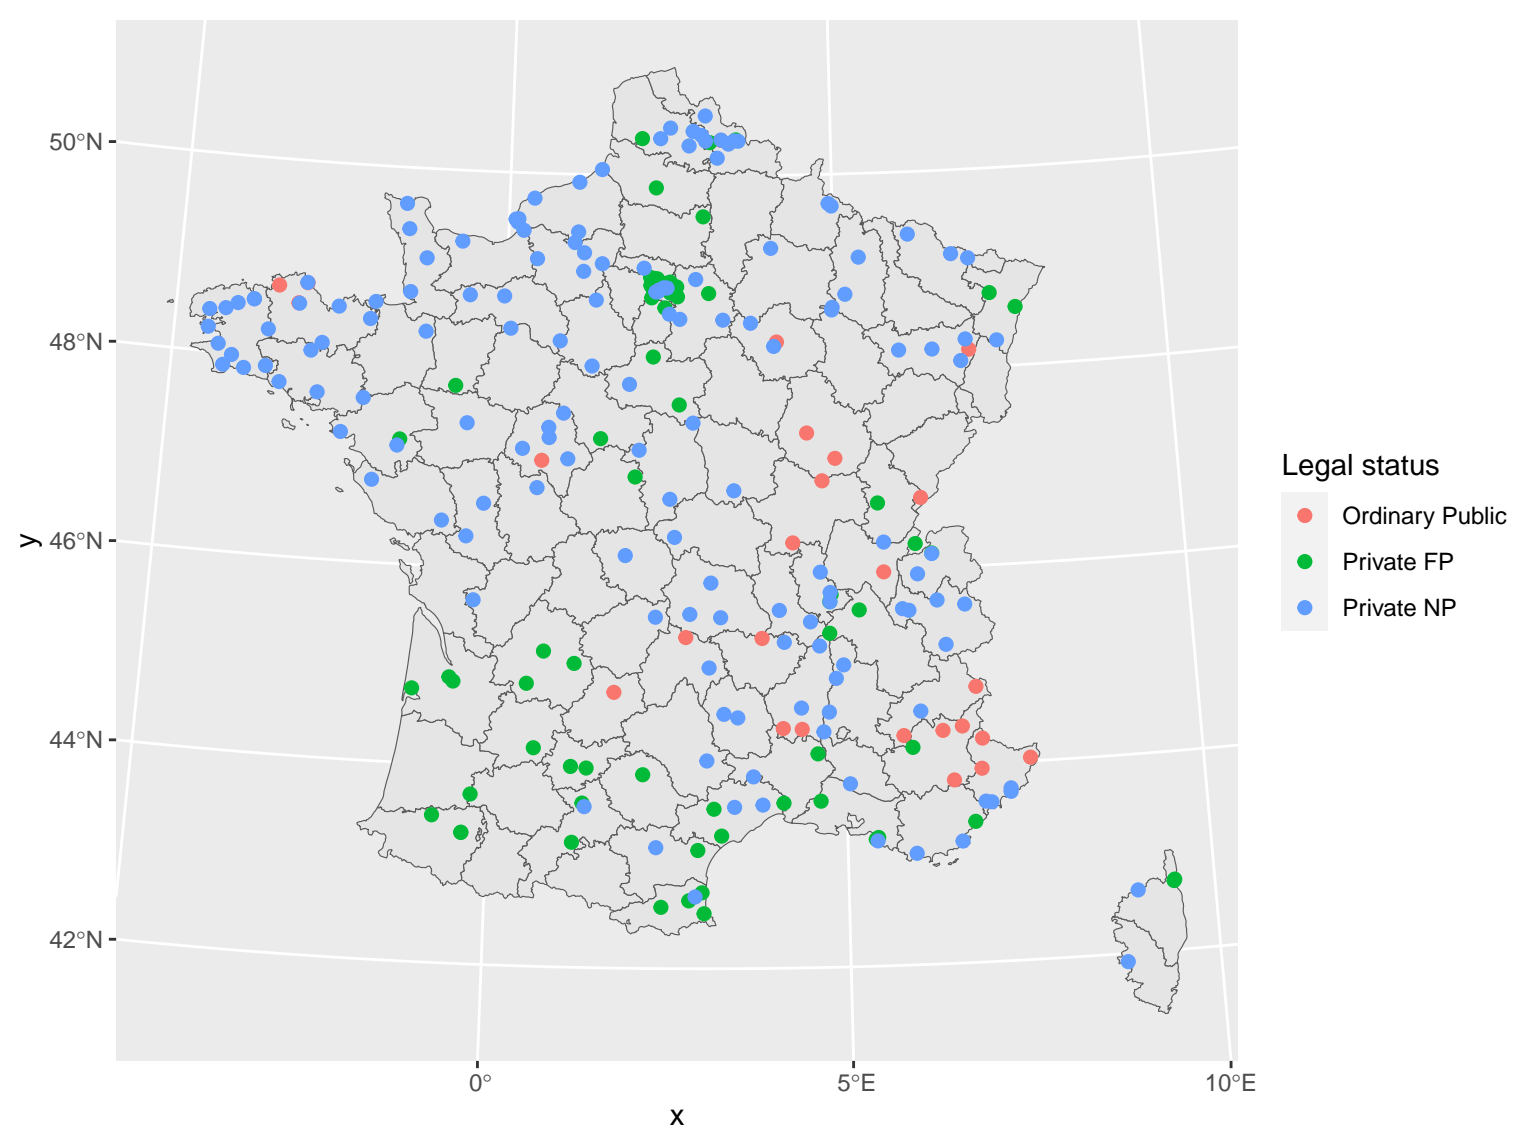 50°N
48°N
46°N
44°N
42°N
y
0°
5°E
10°E
x
Legal status
Ordinary Public
Private FP
Private NP